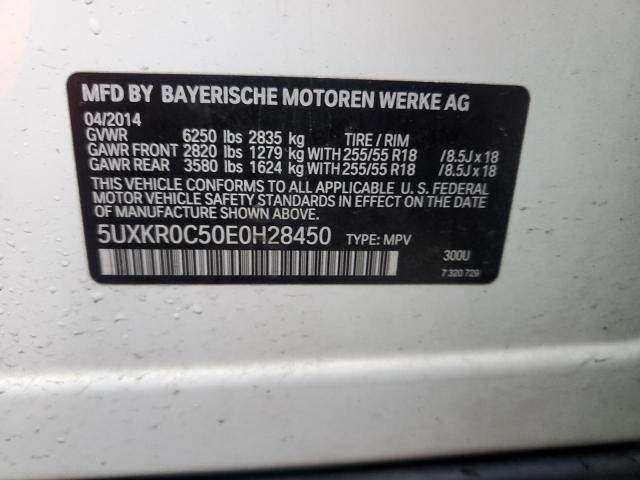 MFD BY BAYERISCHE MOTOREN WERKE AG
04/2014
GVWR 6250 lbs 2835 kg TIRE / RIM
GAWR FRONT 2820 lbs 1279 kg WITH 255/55 R18 /8.5J x 18
GAWR REAR 3580 lbs 1624 kg WITH 255/55 R18 /8.5J x 18
THIS VEHICLE CONFORMS TO ALL APPLICABLE U. S. FEDERAL
MOTOR VEHICLE SAFETY STANDARDS IN EFFECT ON THE
DATE OF MANUFACTURE SHOWN ABOVE.
5UXKR0C50E0H28450 TYPE: MPV
300U
7 320 729